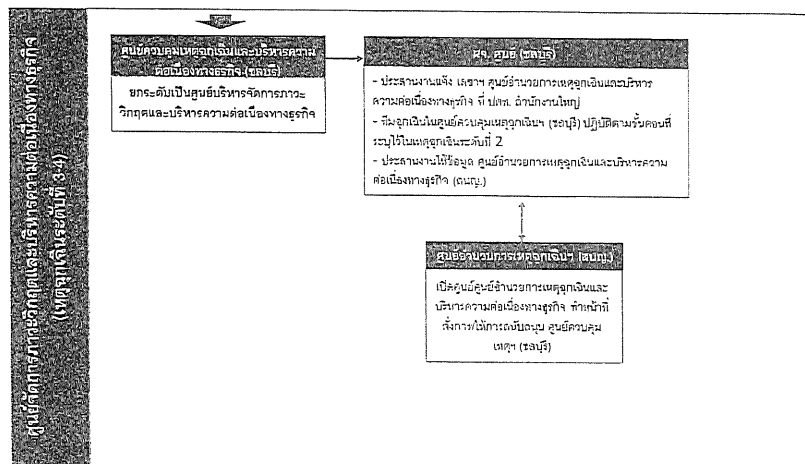 ศูนย์จัดการภาวะวิกฤตและบริหารความต่อเนื่องทางธุรกิจ
(เหตุฉุกเฉินระดับที่ 3-4)
ศูนย์ควบคุมเหตุฉุกเฉินและบริหารความ
ต่อเนื่องทางธุรกิจ (ชลบุรี)
ยกระดับเป็นศูนย์บริหารจัดการภาวะ
วิกฤตและบริหารความต่อเนื่องทางธุรกิจ
ผจ. ศูนย์ (ชลบุรี)
- ประสานงานแจ้ง เลขาฯ ศูนย์อำนวยการเหตุฉุกเฉินและบริหาร
ความต่อเนื่องทางธุรกิจ ที่ ปตท. สำนักงานใหญ่
- ทีมฉุกเฉินในศูนย์ควบคุมเหตุฉุกเฉินฯ (ชลบุรี) ปฏิบัติตามขั้นตอนที่
ระบุไว้ในเหตุฉุกเฉินระดับที่ 2
- ประสานงานให้ข้อมูล ศูนย์อำนวยการเหตุฉุกเฉินและบริหารความ
ต่อเนื่องทางธุรกิจ (สนญ.)
ศูนย์อำนวยการเหตุฉุกเฉินฯ (สนญ.)
เปิดศูนย์ศูนย์อำนวยการเหตุฉุกเฉินและ
บริหารความต่อเนื่องทางธุรกิจ ทำหน้าที่
สั่งการ/ให้การสนับสนุน ศูนย์ควบคุม
เหตุฯ (ชลบุรี)